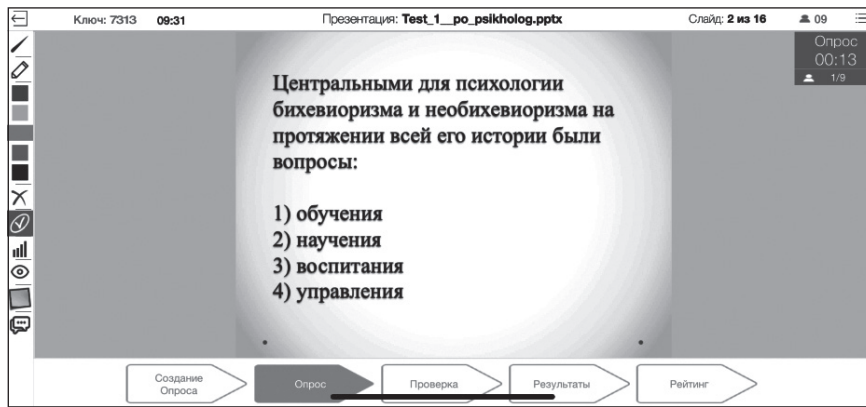 Ключ: 7313 09:31 Презентация: Test_1__po_psikholog.pptx Слайд: 2 из 16 09
Опрос
00:13
1/9
Центральными для психологии
бихевиоризма и необихевиоризма на
протяжении всей его истории были
вопросы:
1) обучения
2) научения
3) воспитания
4) управления
Создание
Опроса
Опрос
Проверка
Результаты
Рейтинг